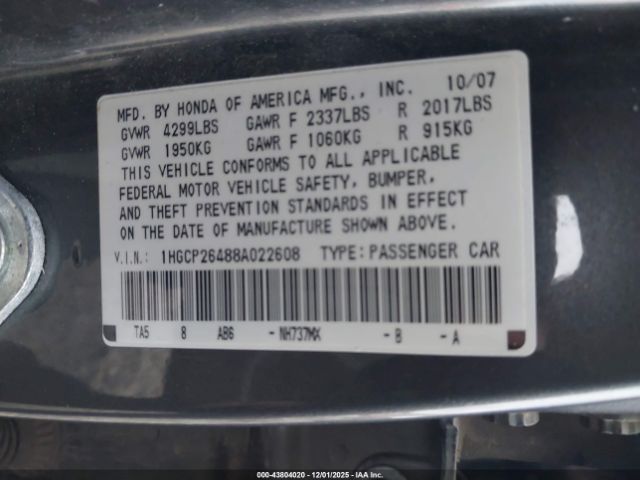 MFD. BY HONDA OF AMERICA MFG., INC. 10/07
GVWR 4299LBS GAWR F 2337LBS R 2017LBS
GVWR 1950KG GAWR F 1060KG R 915KG
THIS VEHICLE CONFORMS TO ALL APPLICABLE
FEDERAL MOTOR VEHICLE SAFETY, BUMPER,
AND THEFT PREVENTION STANDARDS IN EFFECT
ON THE DATE OF MANUFACTURE SHOWN ABOVE.
V.I.N.: 1HGCP26488A022608 TYPE: PASSENGER CAR
TA5 8 AB6 -NH737MX -B -A
000-43804020 - 12/01/2025 - IAA Inc.